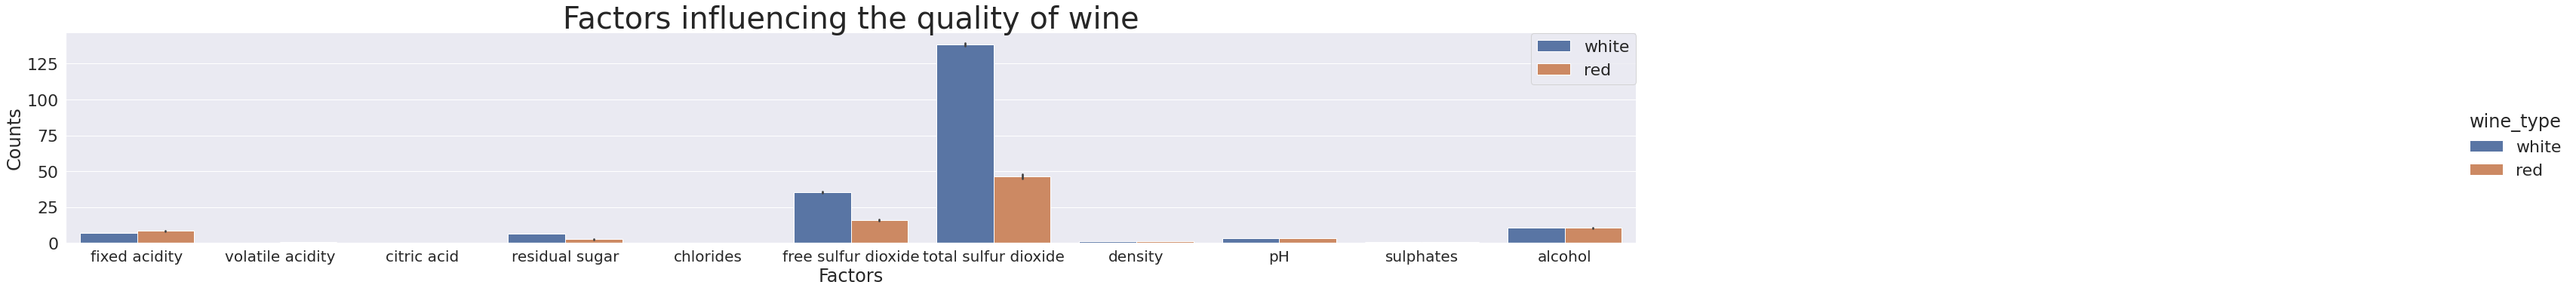 Factors influencing the quality of wine
white
red
125
100
75
50
25
0
Counts
fixed acidity
volatile acidity
citric acid
residual sugar
chlorides
free sulfur dioxide
total sulfur dioxide
density
pH
sulphates
alcohol
Factors
wine_type
white
red